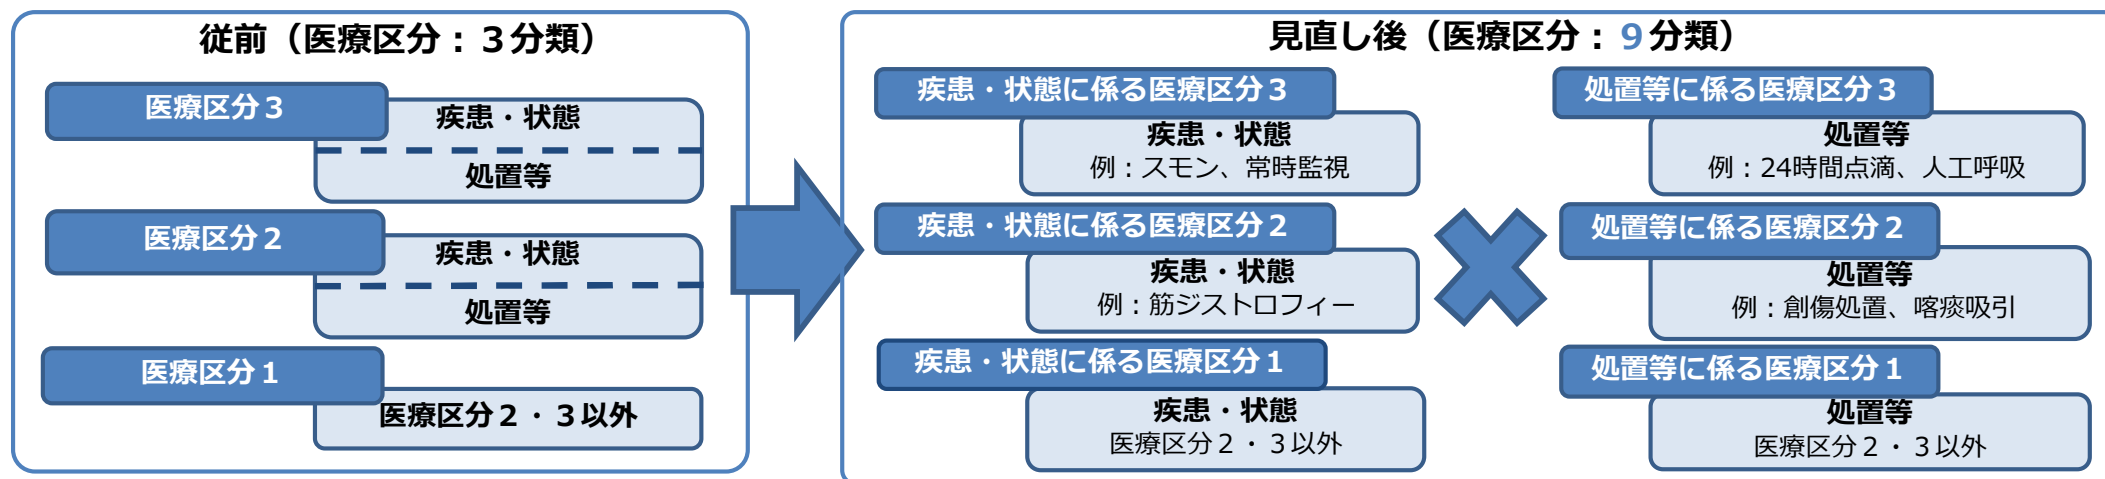 従前（医療区分：３分類）
医療区分３
疾患・状態
処置等
医療区分２
疾患・状態
処置等
医療区分１
医療区分２・３以外
見直し後（医療区分：９分類）
疾患・状態に係る医療区分３
疾患・状態
例：スモン、常時監視
疾患・状態に係る医療区分２
疾患・状態
例：筋ジストロフィー
疾患・状態に係る医療区分１
疾患・状態
医療区分２・３以外
処置等に係る医療区分３
処置等
例：24時間点滴、人工呼吸
処置等に係る医療区分２
処置等
例：創傷処置、喀痰吸引
処置等に係る医療区分１
処置等
医療区分２・３以外